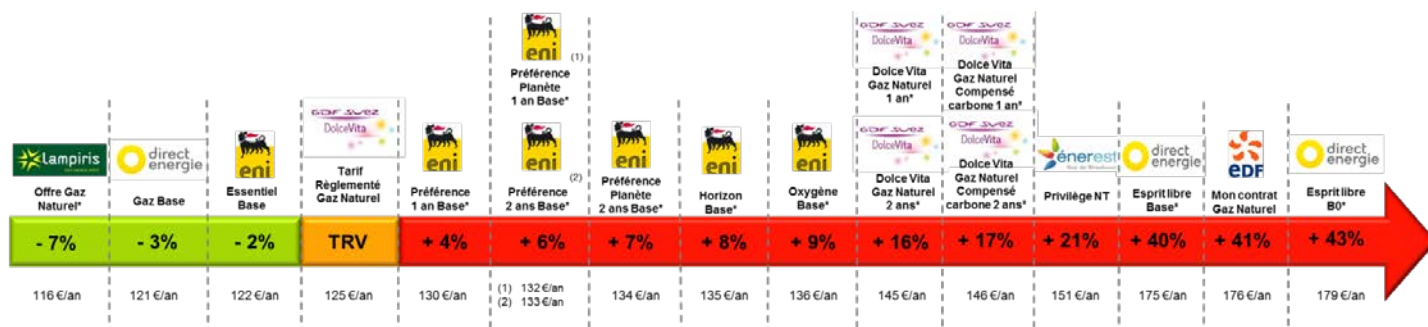 lampiris
Offre Gaz
Naturel*
- 7%
116 €/an
direct
energie
Gaz Base
- 3%
121 €/an
eni
Essentiel
Base
- 2%
122 €/an
GDF SUEZ
DolceVita
Tarif
Règlementé
Gaz Naturel
TRV
125 €/an
eni
Préférence
1 an Base*
+ 4%
130 €/an
eni
(1)
Préférence
Planète
1 an Base*
eni
(2)
Préférence
2 ans Base*
+ 6%
(1) 132 €/an
(2) 133 €/an
eni
Préférence
Planète
2 ans Base*
+ 7%
134 €/an
eni
Horizon
Base*
+ 8%
135 €/an
eni
Oxygène
Base*
+ 9%
136 €/an
GDF SUEZ
DolceVita
Dolce Vita
Gaz Naturel
1 an*
GDF SUEZ
DolceVita
Dolce Vita
Gaz Naturel
2 ans*
+ 16%
145 €/an
GDF SUEZ
DolceVita
Dolce Vita
Gaz Naturel
Compensé
carbone 1 an*
GDF SUEZ
DolceVita
Dolce Vita
Gaz Naturel
Compensé
carbone 2 ans*
+ 17%
146 €/an
énerest
Privilège NT
+ 21%
151 €/an
direct
energie
Esprit libre
Base*
+ 40%
175 €/an
eDF
Mon contrat
Gaz Naturel
+ 41%
176 €/an
direct
energie
Esprit libre
B0*
+ 43%
179 €/an